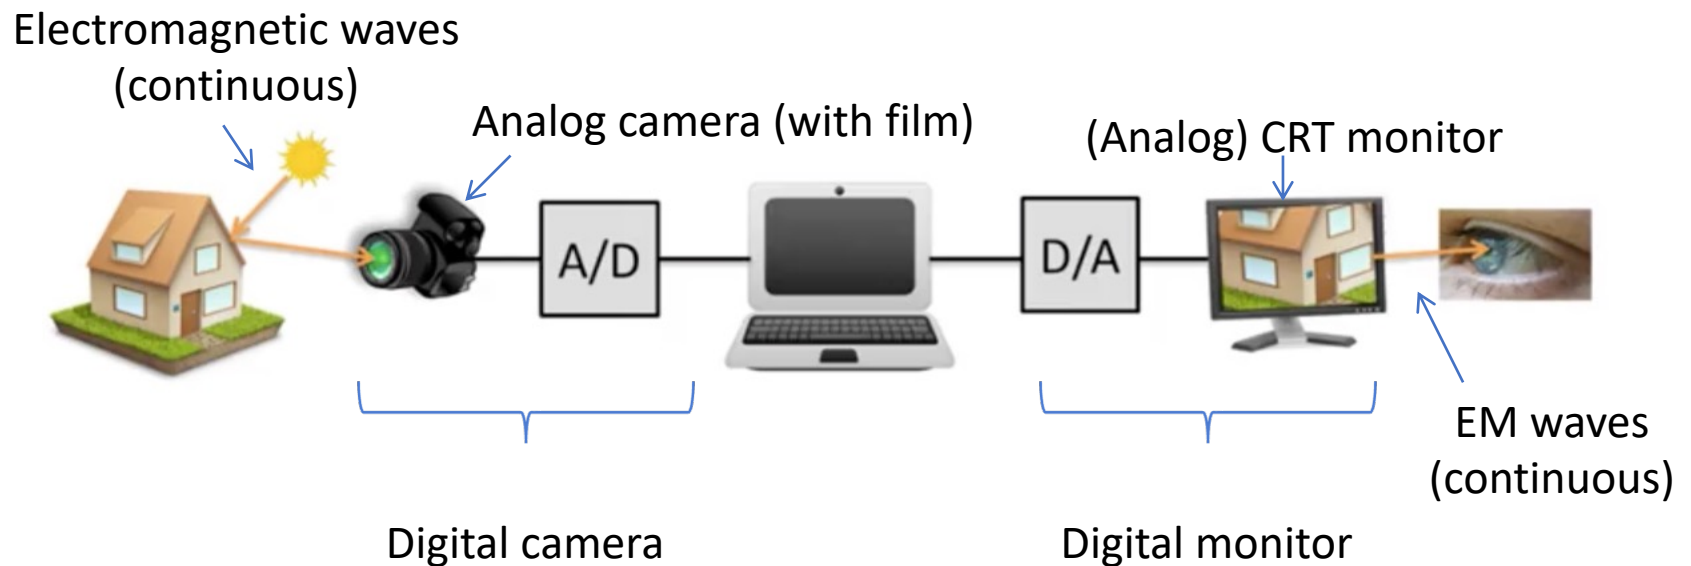 Electromagnetic waves
(continuous)
Analog camera (with film)
(Analog) CRT monitor
A/D
D/A
EM waves
(continuous)
Digital camera
Digital monitor